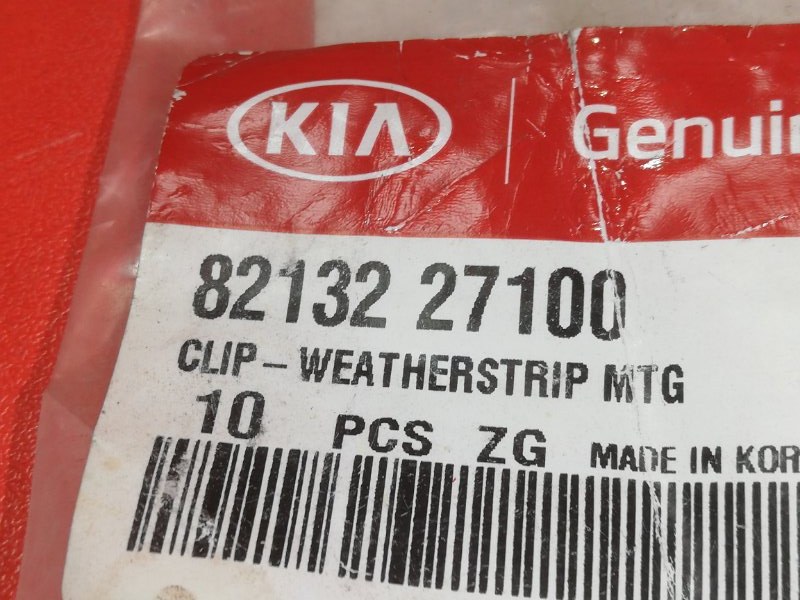 KIA Genuin
82132 27100
CLIP - WEATHERSTRIP MTG
10 PCS ZG MADE IN KOR